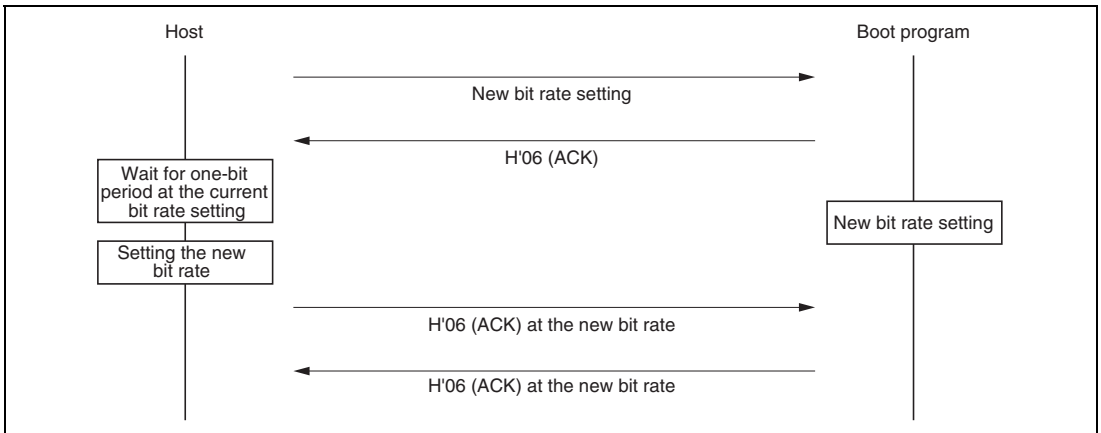 Host
Boot program
New bit rate setting
H'06 (ACK)
Wait for one-bit
period at the current
bit rate setting
New bit rate setting
Setting the new
bit rate
H'06 (ACK) at the new bit rate
H'06 (ACK) at the new bit rate